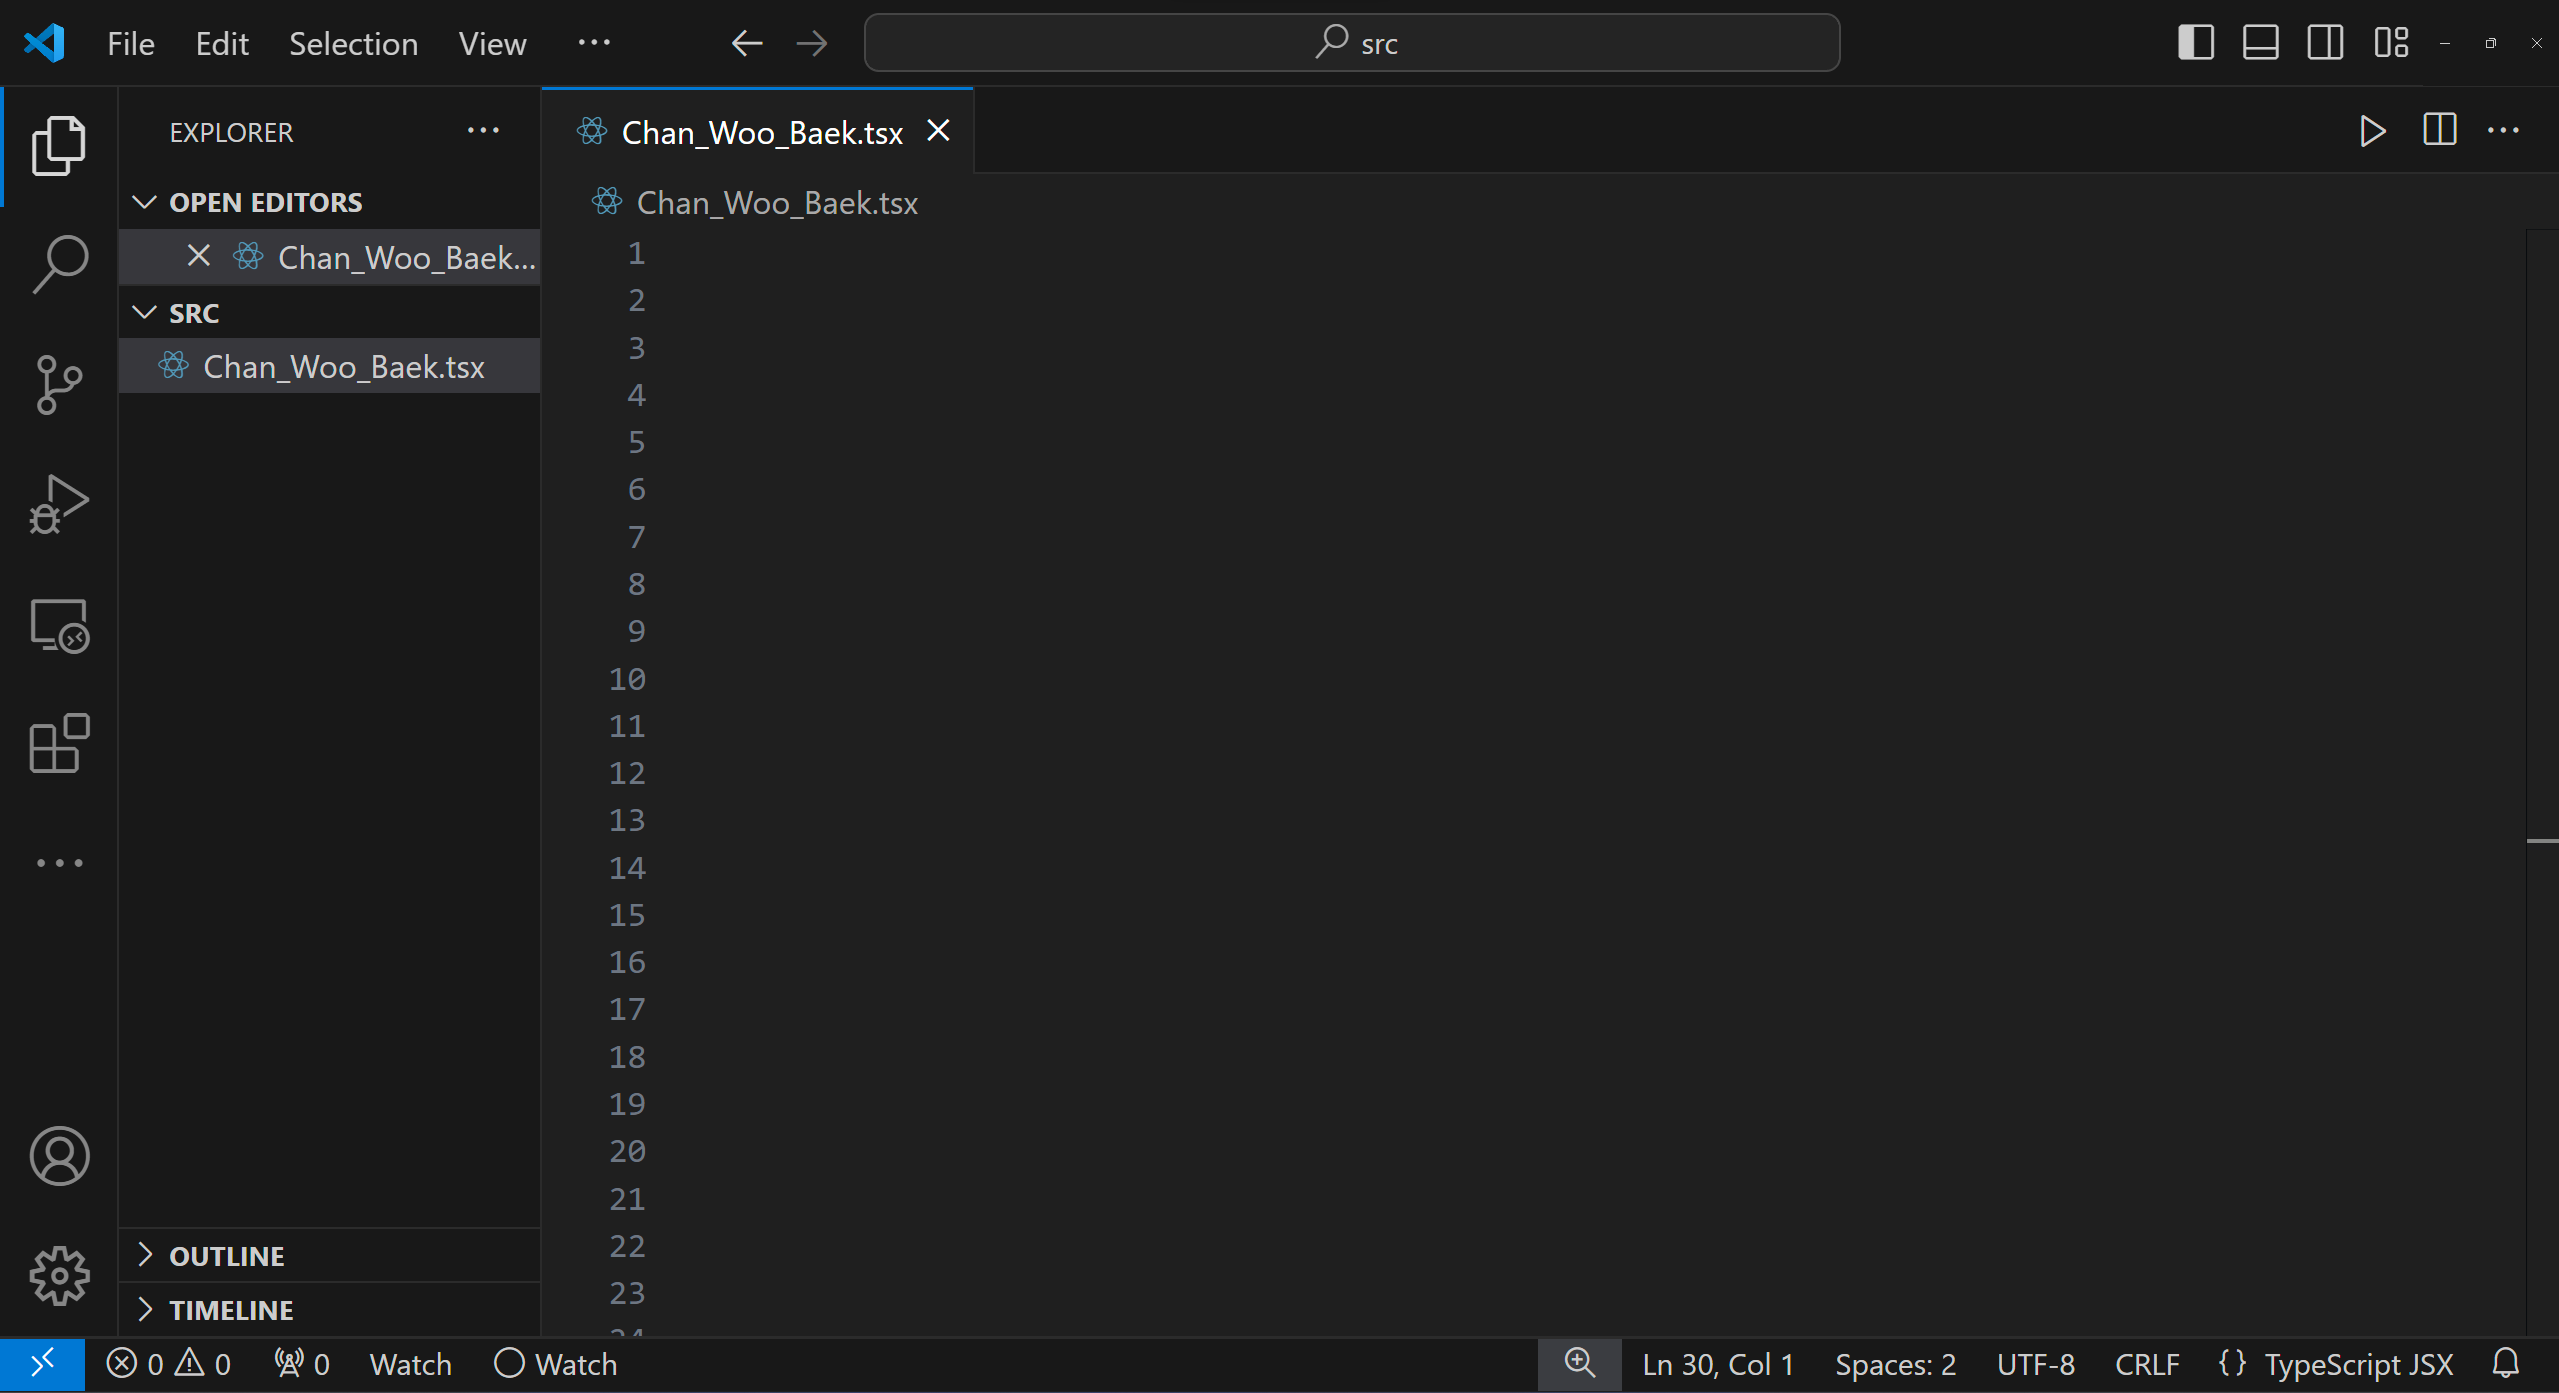 File Edit Selection View ··· src
EXPLORER ···
OPEN EDITORS
Chan_Woo_Baek...
SRC
Chan_Woo_Baek.tsx
OUTLINE
TIMELINE
Chan_Woo_Baek.tsx
Chan_Woo_Baek.tsx
1
2
3
4
5
6
7
8
9
10
11
12
13
14
15
16
17
18
19
20
21
22
23
24
0 0 0 Watch Watch Ln 30, Col 1 Spaces: 2 UTF-8 CRLF {} TypeScript JSX